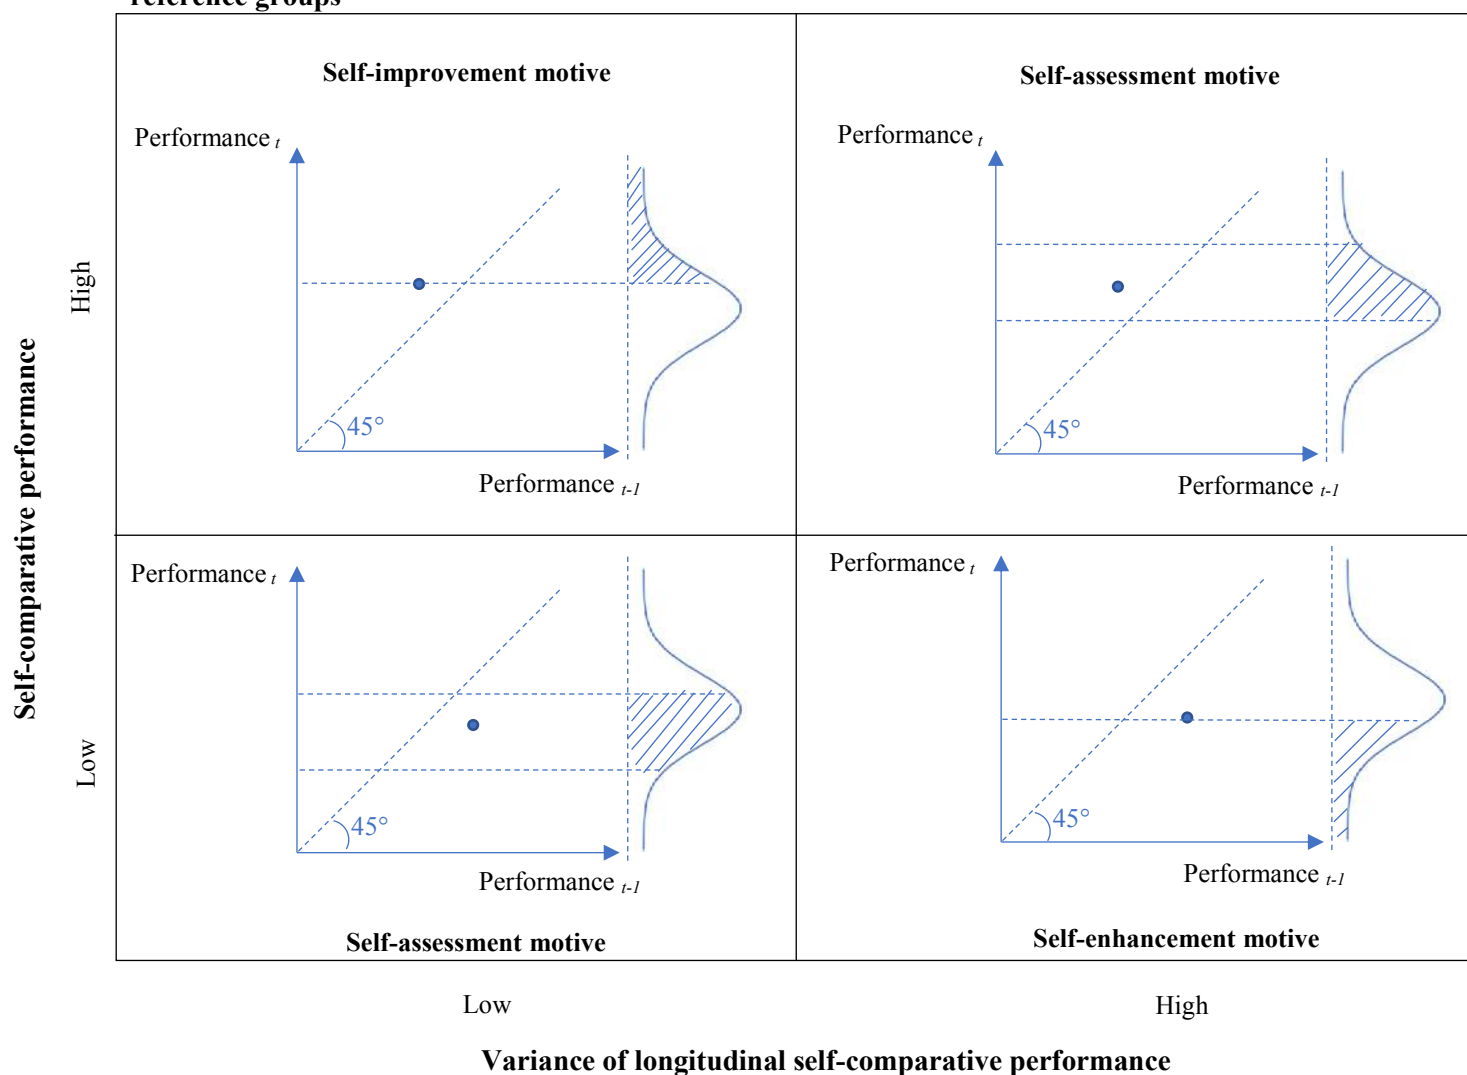 reference groups
Self-improvement motive
Self-assessment motive
Performance t
Performance t
High
45°
45°
Performance t-1
Performance t-1
Self-comparative performance
Performance t
Performance t
Low
45°
45°
Performance t-1
Performance t-1
Self-assessment motive
Self-enhancement motive
Low
High
Variance of longitudinal self-comparative performance